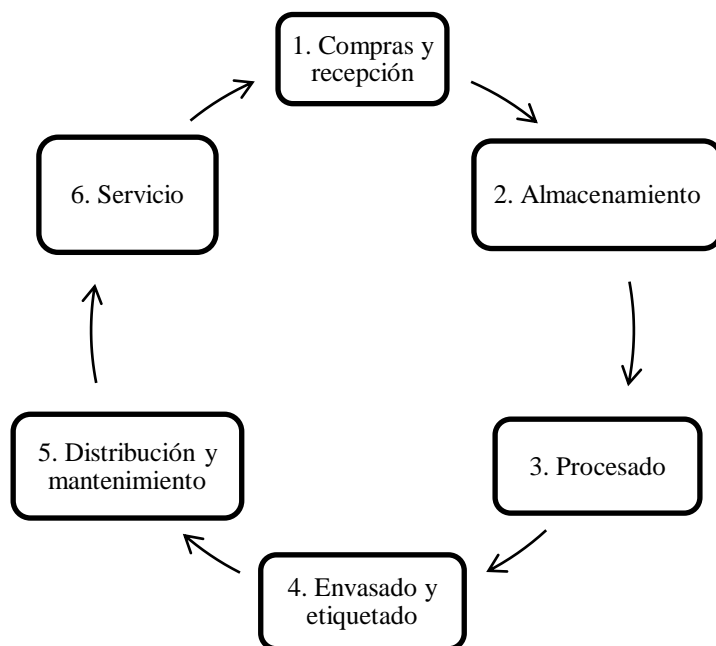 1. Compras y
recepción
2. Almacenamiento
3. Procesado
4. Envasado y
etiquetado
5. Distribución y
mantenimiento
6. Servicio